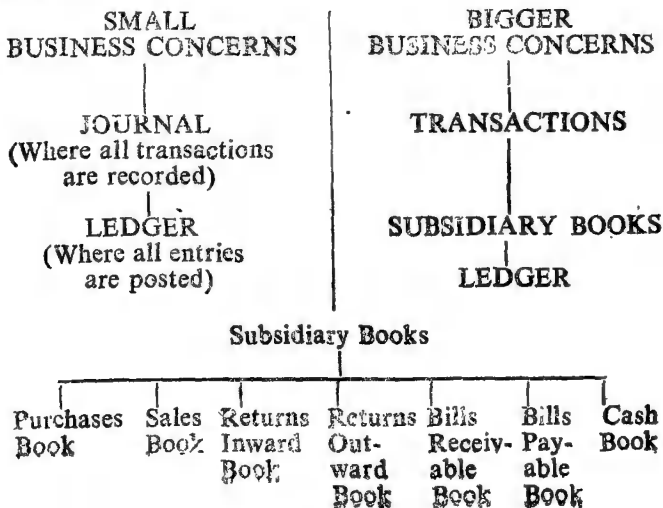 SMALL
BUSINESS CONCERNS
JOURNAL
(Where all transactions
are recorded)
LEDGER
(Where all entries
are posted)
BIGGER
BUSINESS CONCERNS
TRANSACTIONS
SUBSIDIARY BOOKS
LEDGER
Subsidiary Books
Purchases
Book
Sales
Book
Returns
Inward
Book
Returns
Out-
ward
Book
Bills
Receiv-
able
Book
Bills
Pay-
able
Book
Cash
Book